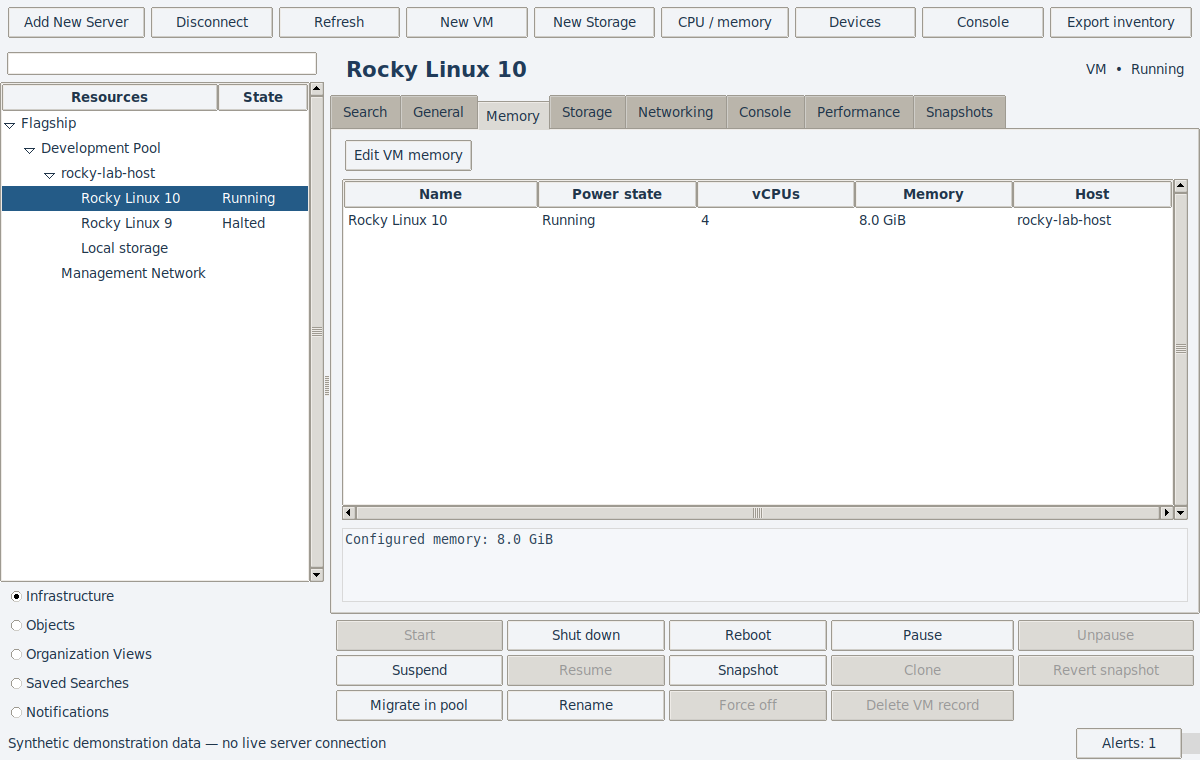 Add New Server Disconnect Refresh New VM New Storage CPU / memory Devices Console Export inventory
Rocky Linux 10
VM • Running
Resources State
Flagship
Development Pool
rocky-lab-host
Rocky Linux 10 Running
Rocky Linux 9 Halted
Local storage
Management Network
Search General Memory Storage Networking Console Performance Snapshots
Edit VM memory
Name Power state vCPUs Memory Host
Rocky Linux 10 Running 4 8.0 GiB rocky-lab-host
Configured memory: 8.0 GiB
Infrastructure
Objects
Organization Views
Saved Searches
Notifications
Start Shut down Reboot Pause Unpause
Suspend Resume Snapshot Clone Revert snapshot
Migrate in pool Rename Force off Delete VM record
Synthetic demonstration data — no live server connection
Alerts: 1